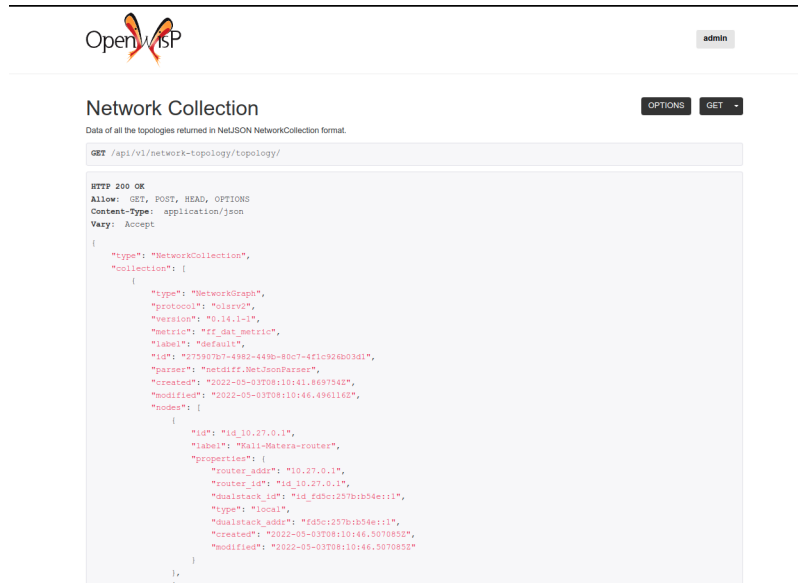 OpenWISP
admin
Network Collection
OPTIONS
GET
Data of all the topologies returned in NetJSON NetworkCollection format.
GET /api/v1/network-topology/topology/
HTTP 200 OK
Allow: GET, POST, HEAD, OPTIONS
Content-Type: application/json
Vary: Accept
{
"type": "NetworkCollection",
"collection": [
{
"type": "NetworkGraph",
"protocol": "olsrv2",
"version": "0.14.1-1",
"metric": "ff_dat_metric",
"label": "default",
"id": "275907b7-4982-449b-80c7-4f1c926b03d1",
"parser": "netdiff.NetJsonParser",
"created": "2022-05-03T08:10:41.869754Z",
"modified": "2022-05-03T08:10:46.496116Z",
"nodes": [
{
"id": "id_10.27.0.1",
"label": "Kali-Matera-router",
"properties": {
"router_addr": "10.27.0.1",
"router_id": "id_10.27.0.1",
"dualstack_id": "id_fd5c:257b:b54e::1",
"type": "local",
"dualstack_addr": "fd5c:257b:b54e::1",
"created": "2022-05-03T08:10:46.507085Z",
"modified": "2022-05-03T08:10:46.507085Z"
}
},